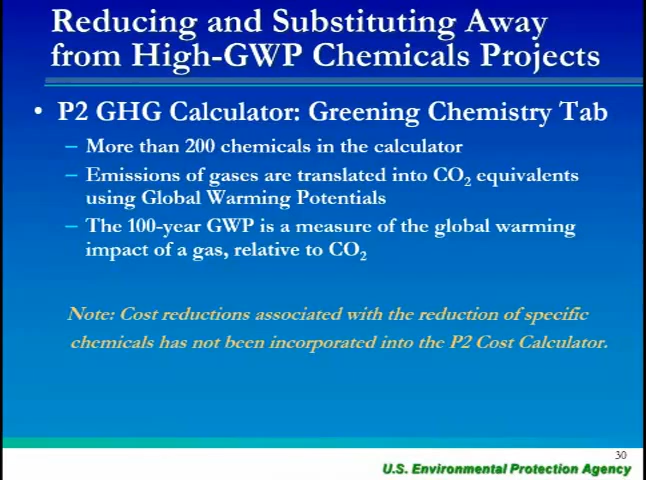 Reducing and Substituting Away
from High-GWP Chemicals Projects
• P2 GHG Calculator: Greening Chemistry Tab
– More than 200 chemicals in the calculator
– Emissions of gases are translated into CO₂ equivalents
using Global Warming Potentials
– The 100-year GWP is a measure of the global warming
impact of a gas, relative to CO₂
Note: Cost reductions associated with the reduction of specific
chemicals has not been incorporated into the P2 Cost Calculator.
30
U.S. Environmental Protection Agency